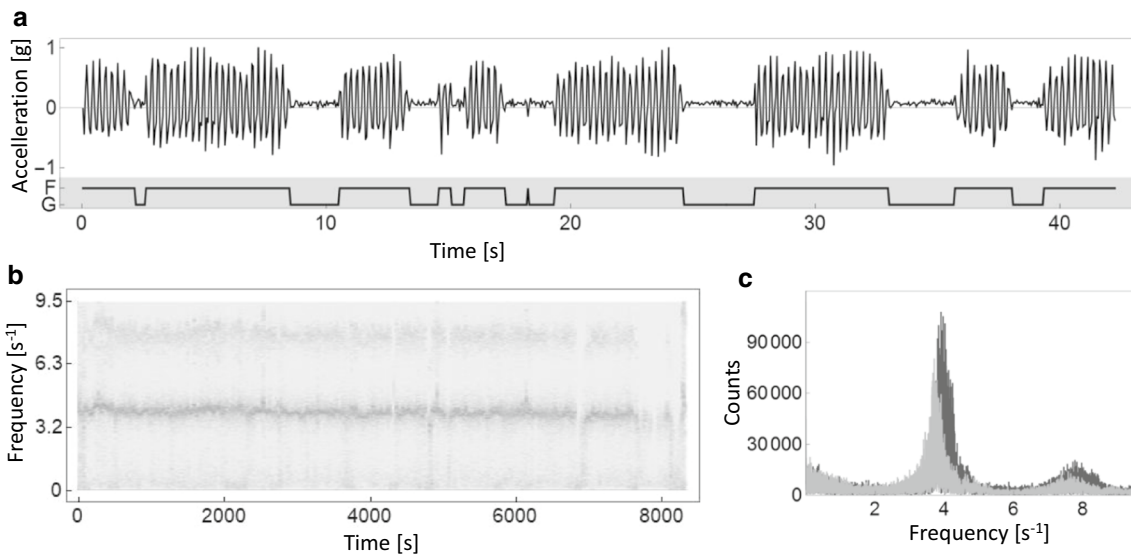 a
Accelleration [g]
1
0
−1
F
G
0 10 20 30 40
Time [s]
b
Frequency [s-1]
9.5
6.3
3.2
0
0 2000 4000 6000 8000
Time [s]
c
Counts
90 000
60 000
30 000
0
2 4 6 8
Frequency [s-1]